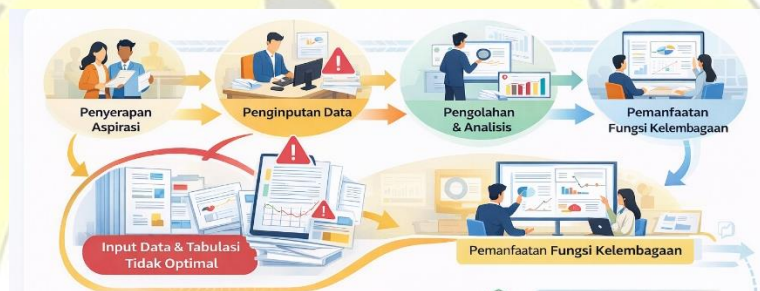 Penyerapan
Aspirasi
Penginputan Data
Pengolahan
& Analisis
Pemanfaatan
Fungsi Kelembagaan
Input Data & Tabulasi
Tidak Optimal
Pemanfaatan Fungsi Kelembagaan